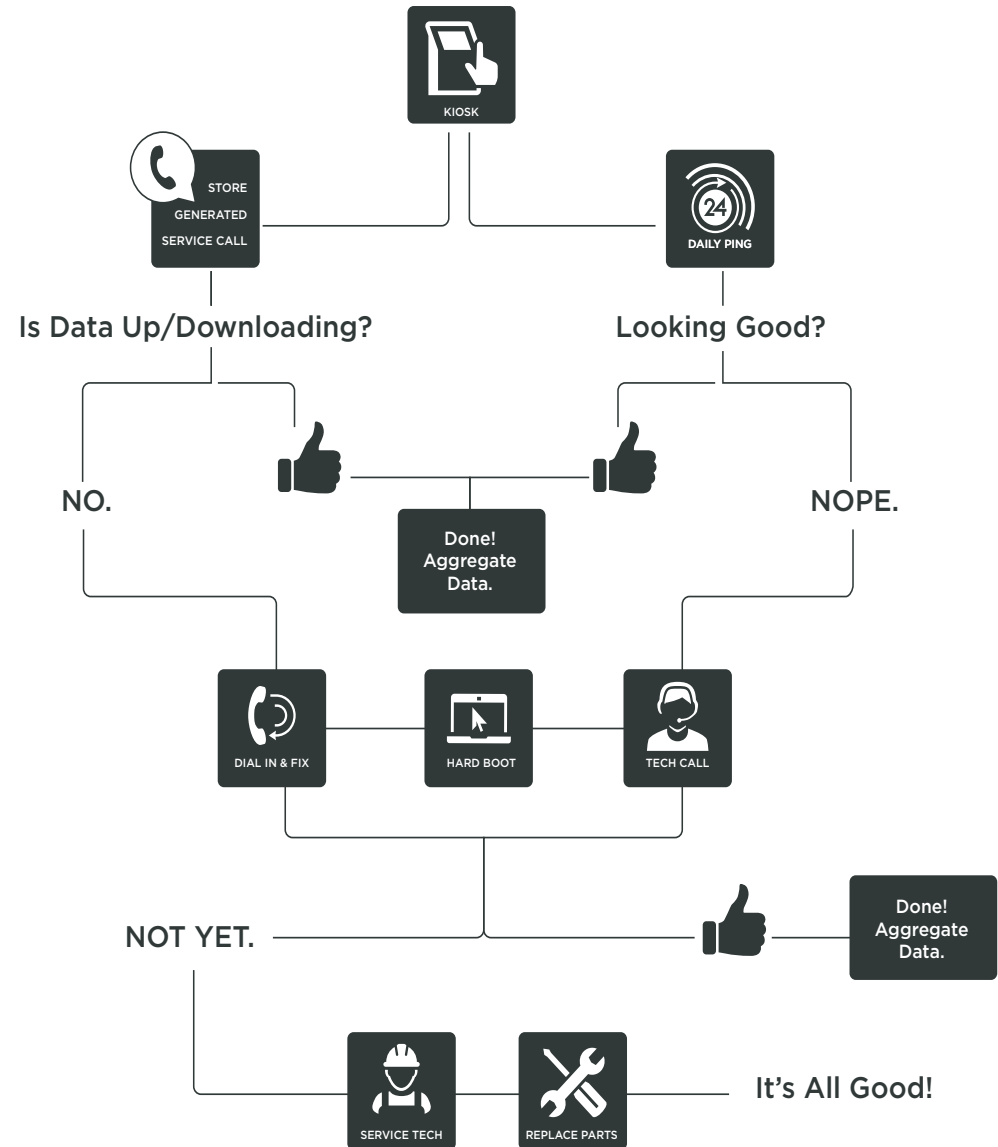 KIOSK
STORE
GENERATED
SERVICE CALL
24
DAILY PING
Is Data Up/Downloading?
Looking Good?
NO.
NOPE.
Done!
Aggregate
Data.
DIAL IN & FIX
HARD BOOT
TECH CALL
NOT YET.
Done!
Aggregate
Data.
SERVICE TECH
REPLACE PARTS
It's All Good!